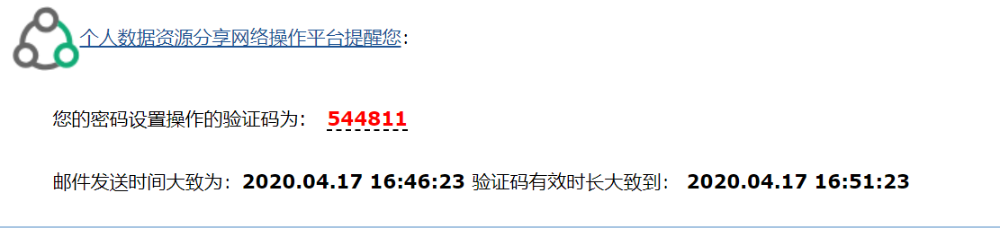 个人数据资源分享网络操作平台提醒您：
您的密码设置操作的验证码为： 544811
邮件发送时间大致为：2020.04.17 16:46:23 验证码有效时长大致到： 2020.04.17 16:51:23